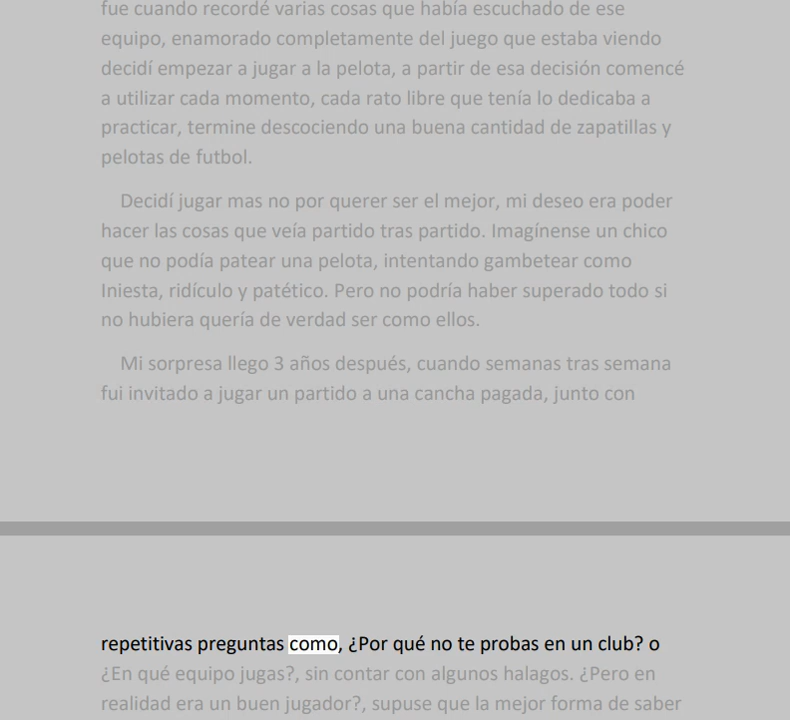 fue cuando recordé varias cosas que había escuchado de ese
equipo, enamorado completamente del juego que estaba viendo
decidí empezar a jugar a la pelota, a partir de esa decisión comencé
a utilizar cada momento, cada rato libre que tenía lo dedicaba a
practicar, termine descociendo una buena cantidad de zapatillas y
pelotas de futbol.
Decidí jugar mas no por querer ser el mejor, mi deseo era poder
hacer las cosas que veía partido tras partido. Imagínense un chico
que no podía patear una pelota, intentando gambetear como
Iniesta, ridículo y patético. Pero no podría haber superado todo si
no hubiera quería de verdad ser como ellos.
Mi sorpresa llego 3 años después, cuando semanas tras semana
fui invitado a jugar un partido a una cancha pagada, junto con
repetitivas preguntas como, ¿Por qué no te probas en un club? o
¿En qué equipo jugas?, sin contar con algunos halagos. ¿Pero en
realidad era un buen jugador?, supuse que la mejor forma de saber